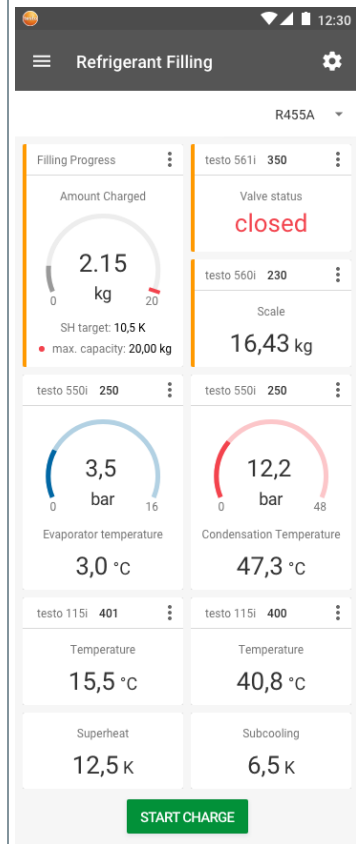 12:30
Refrigerant Filling
R455A
Filling Progress
Amount Charged
2.15
kg
0 20
SH target: 10,5 K
max. capacity: 20,00 kg
testo 561i 350
Valve status
closed
testo 560i 230
Scale
16,43 kg
testo 550i 250
3,5
bar
0 16
Evaporator temperature
3,0 °C
testo 550i 250
12,2
bar
0 48
Condensation Temperature
47,3 °C
testo 115i 401
Temperature
15,5 °C
testo 115i 400
Temperature
40,8 °C
Superheat
12,5 K
Subcooling
6,5 K
START CHARGE